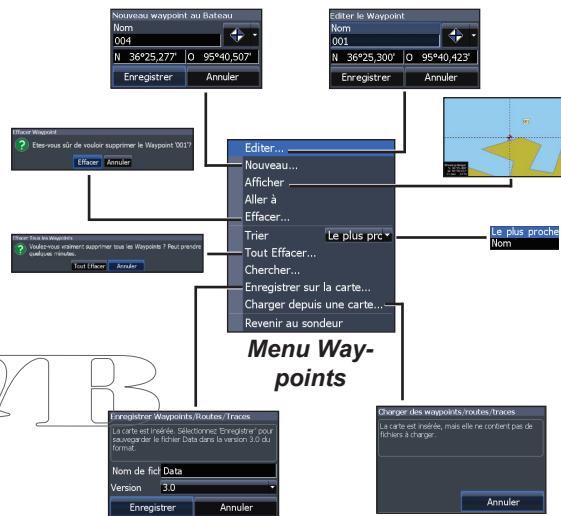 Nouveau waypoint au Bateau
Nom
004
N 36°25,277' O 95°40,507'
Enregistrer Annuler
Editer le Waypoint
Nom
001
N 36°25,300' O 95°40,423'
Enregistrer Annuler
001
Effacer Waypoint
Etes-vous sûr de vouloir supprimer le Waypoint '001'?
Effacer Annuler
Effacer Tous les Waypoints
Voulez-vous vraiment supprimer tous les Waypoints ? Peut prendre
quelques minutes.
Tout Effacer Annuler
Editer...
Nouveau...
Afficher
Aller à
Effacer...
Trier Le plus prc
Tout Effacer...
Chercher...
Enregistrer sur la carte...
Charger depuis une carte...
Revenir au sondeur
Le plus proche
Nom
Menu Way-
points
Enregistrer Waypoints/Routes/Traces
La carte est insérée. Sélectionnez 'Enregistrer' pour
sauvegarder le fichier Data dans la version 3.0 du
format.
Nom de fich Data
Version 3.0
Enregistrer Annuler
Charger des waypoints/routes/traces
La carte est insérée, mais elle ne contient pas de
fichiers à charger.
Annuler